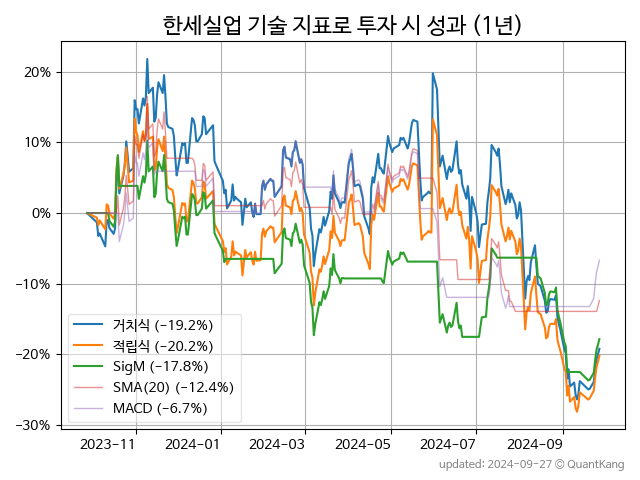 한세실업 기술 지표로 투자 시 성과 (1년)
20%
10%
0%
−10%
−20%
−30%
거치식 (−19.2%)
적립식 (−20.2%)
SigM (−17.8%)
SMA(20) (−12.4%)
MACD (−6.7%)
2023-11
2024-01
2024-03
2024-05
2024-07
2024-09
updated: 2024-09-27 © QuantKang